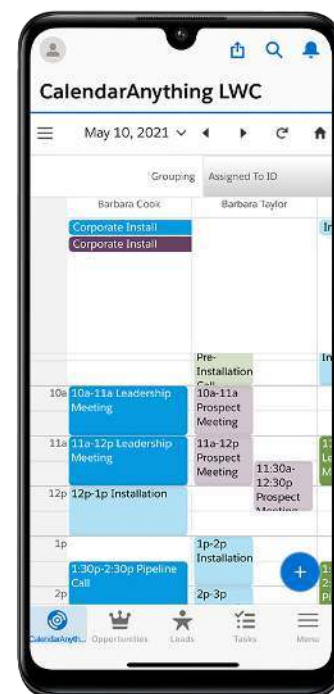 CalendarAnything LWC
May 10, 2021
Grouping
Assigned To ID
Barbara Cook
Barbara Taylor
Corporate Install
Corporate Install
Pre-
Installation
Call
10a
10a-11a Leadership
Meeting
10a-11a
Prospect
Meeting
11a
11a-12p Leadership
Meeting
11a-12p
Prospect
Meeting
11:30a-
12:30p
Prospect
Meeting
12p
12p-1p Installation
1p
1p-2p
Installation
1:30p-2:30p Pipeline
Call
2p
2p-3p
CalendarAnyth...
Opportunities
Leads
Tasks
Menu